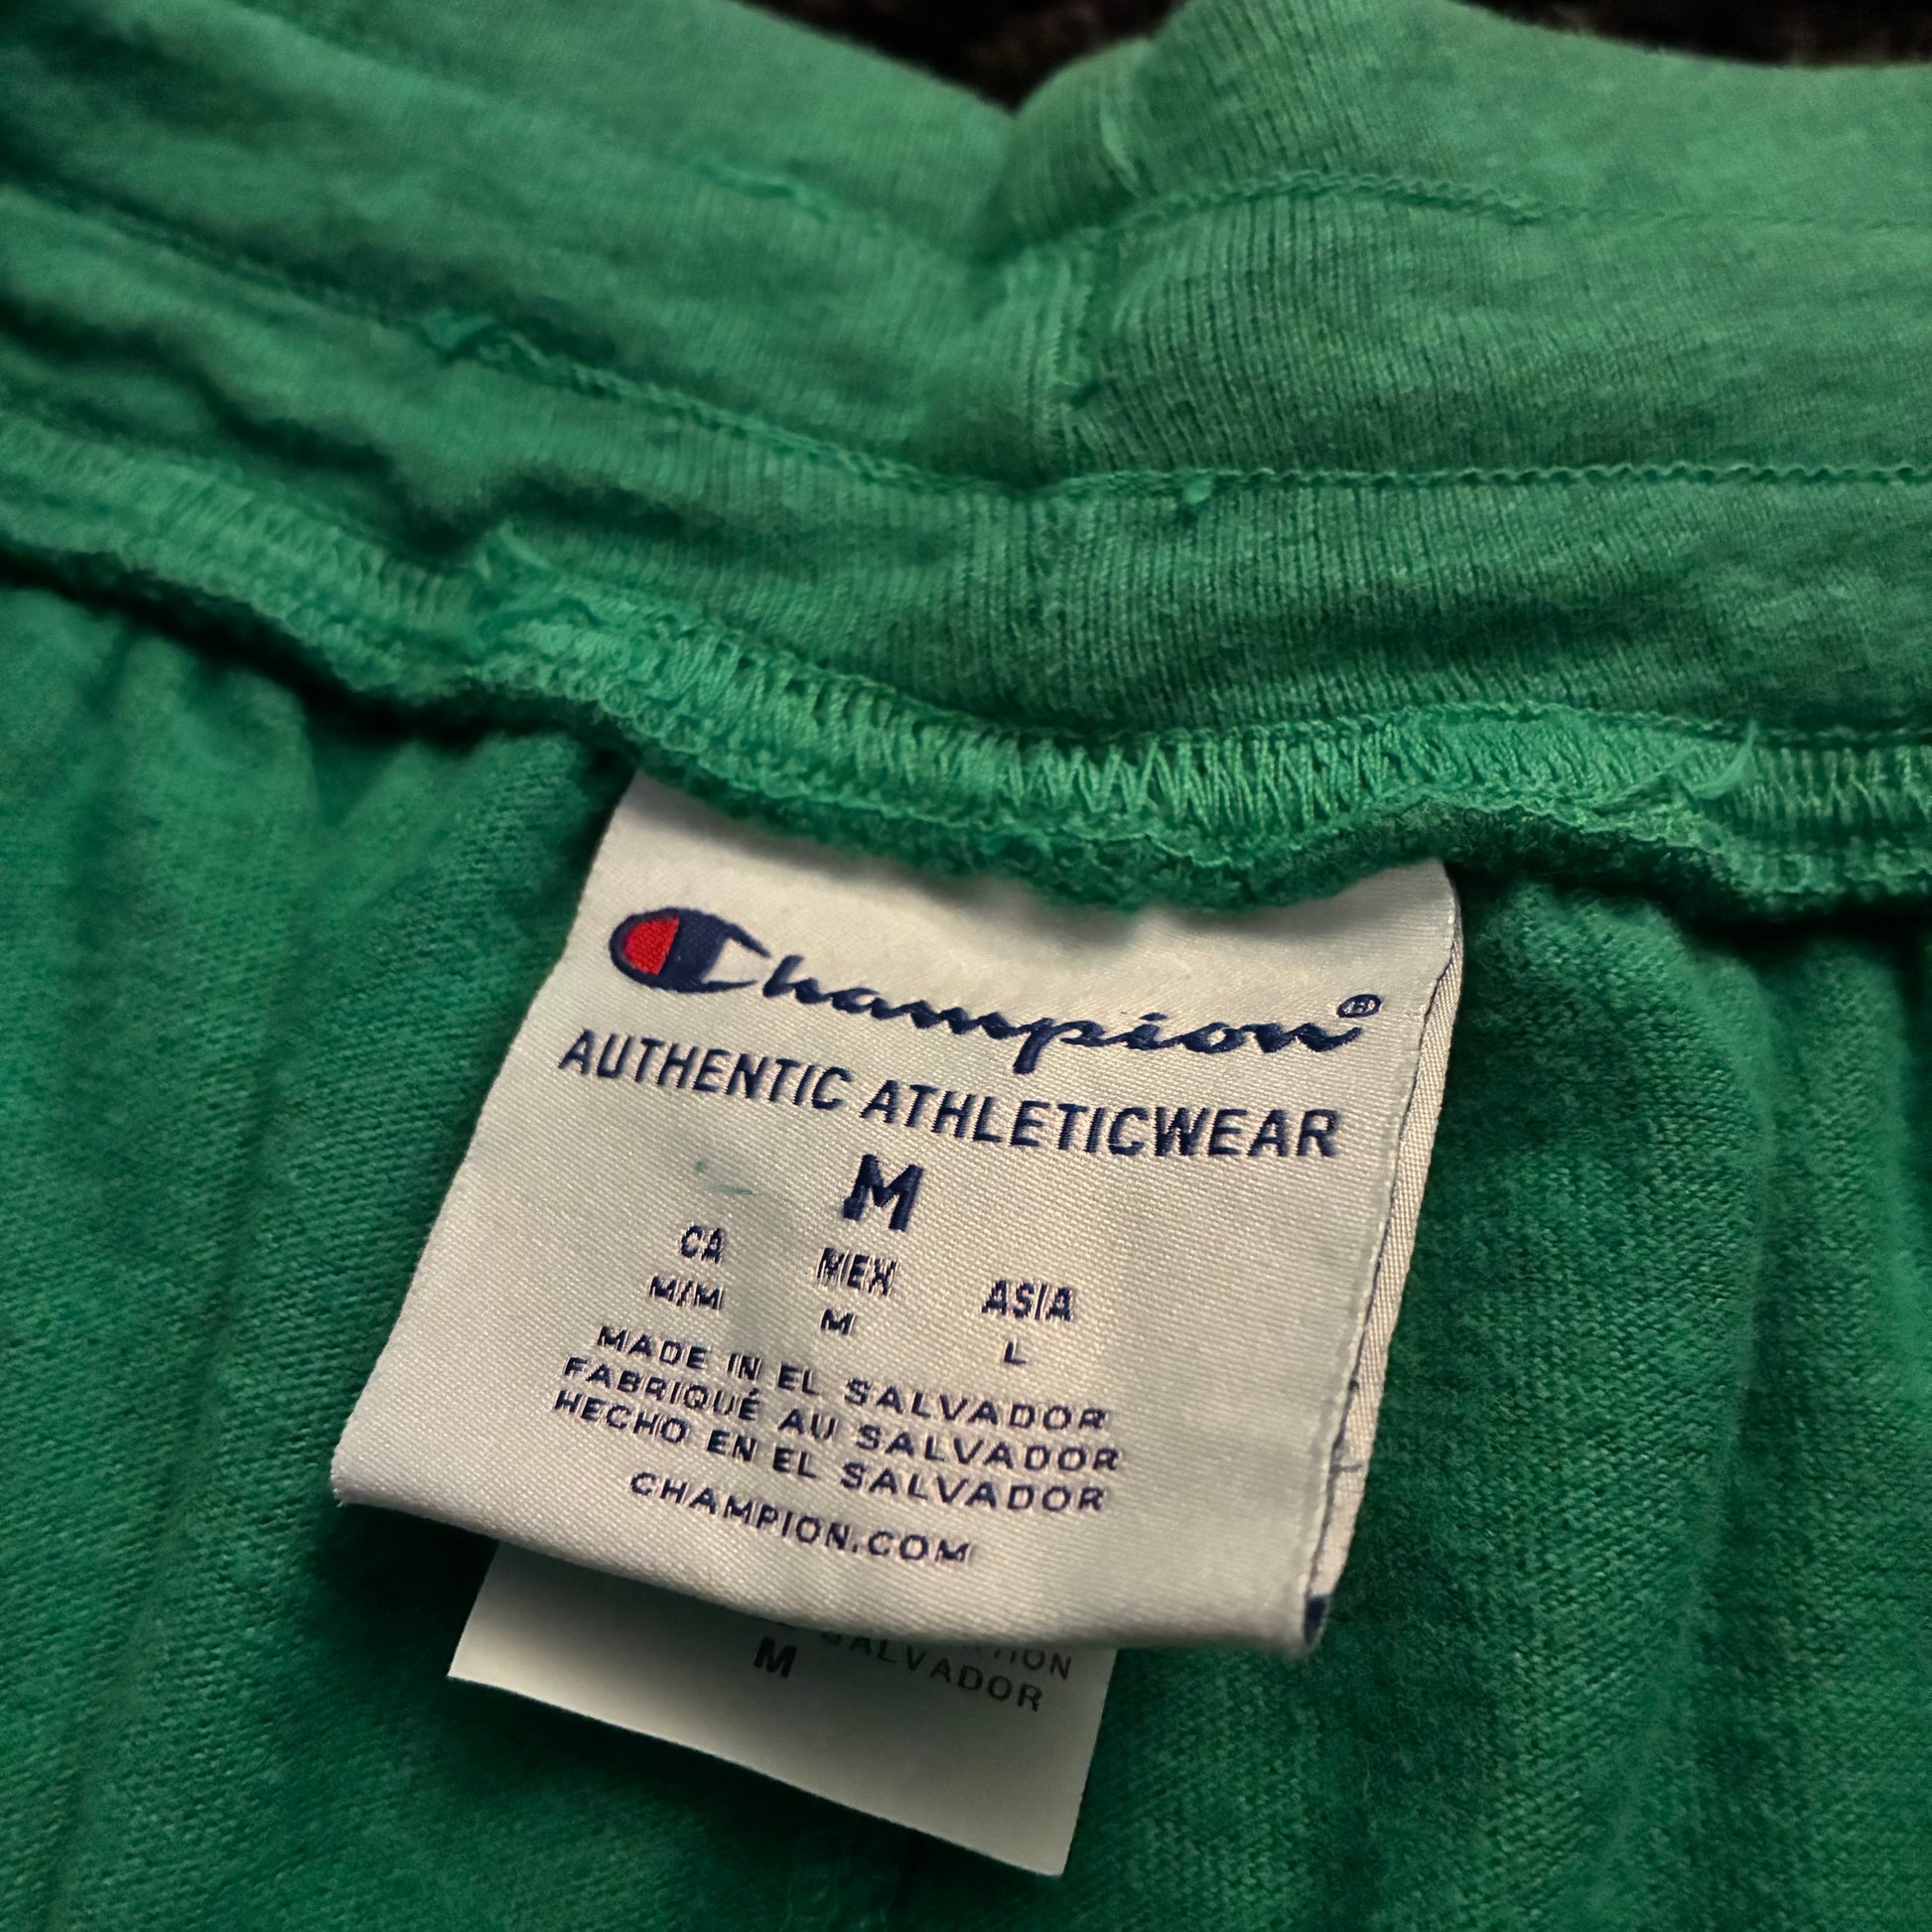 Champion®
AUTHENTIC ATHLETICWEAR
M
CA MEX ASIA
M/M M L
MADE IN EL SALVADOR
FABRIQUÉ AU SALVADOR
HECHO EN EL SALVADOR
CHAMPION.COM
SALVADOR
M SALVADOR